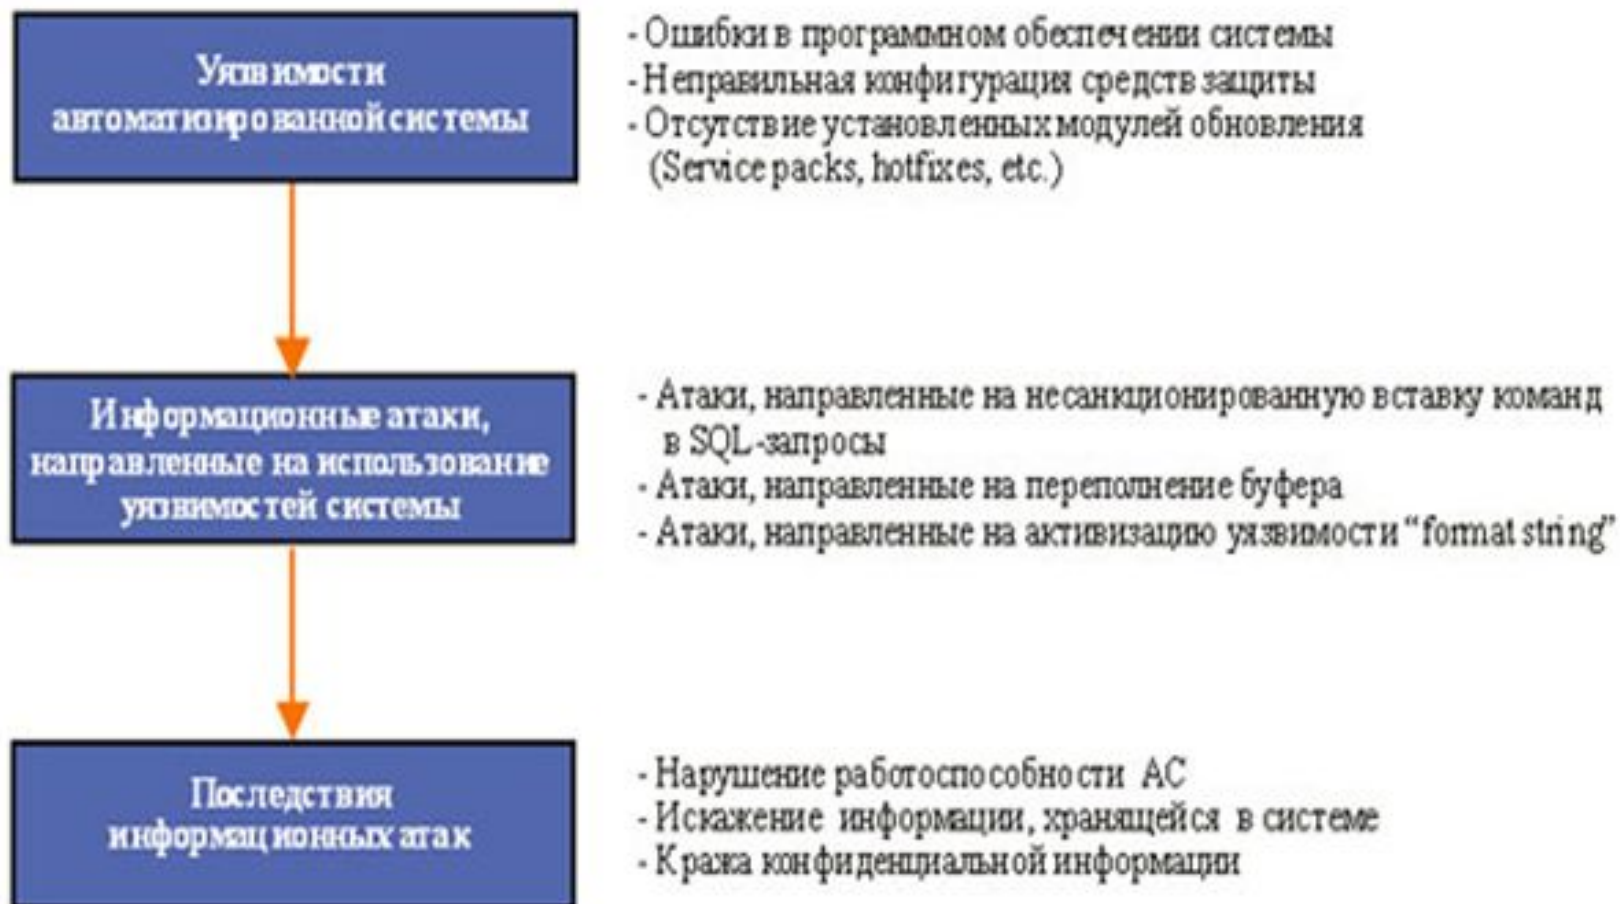 Уязвимости
автоматизированной системы
- Ошибки в программном обеспечении системы
- Неправильная конфигурация средств защиты
- Отсутствие установленных модулей обновления
(Service packs, hotfixes, etc.)
Информационные атаки,
направленные на использование
уязвимостей системы
- Атаки, направленные на несанкционированную вставку команд
в SQL-запросы
- Атаки, направленные на переполнение буфера
- Атаки, направленные на активизацию уязвимости “format string”
Последствия
информационных атак
- Нарушение работоспособности АС
- Искажение информации, хранящейся в системе
- Кража конфиденциальной информации